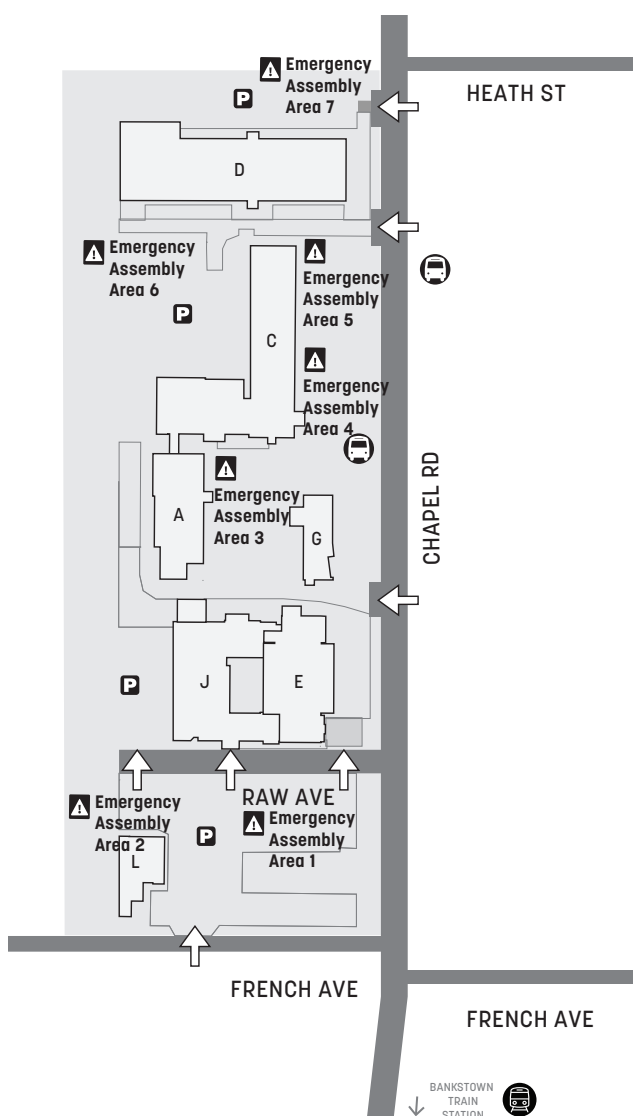 Emergency
Assembly
Area 7
P
HEATH ST
D
Emergency
Assembly
Area 6
Emergency
Assembly
Area 5
P
C
Emergency
Assembly
Area 4
CHAPEL RD
Emergency
Assembly
Area 3
A
G
J
E
P
RAW AVE
Emergency
Assembly
Area 2
Emergency
Assembly
Area 1
P
L
FRENCH AVE
FRENCH AVE
BANKSTOWN
TRAIN
STATION